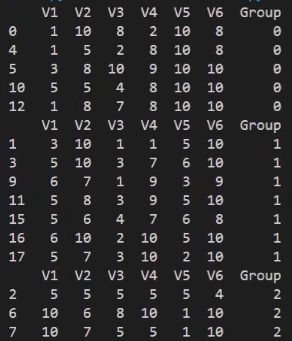 V1 V2 V3 V4 V5 V6 Group
0 1 10 8 2 10 8 0
4 1 5 2 8 10 8 0
5 3 8 10 9 10 10 0
10 5 5 4 8 10 10 0
12 1 8 7 8 10 10 0
V1 V2 V3 V4 V5 V6 Group
1 3 10 1 1 5 10 1
3 5 10 3 7 6 10 1
9 6 7 1 9 3 9 1
11 5 8 3 9 5 10 1
15 5 6 4 7 6 8 1
16 6 10 2 10 5 10 1
17 5 7 3 10 2 10 1
V1 V2 V3 V4 V5 V6 Group
2 5 5 5 5 5 4 2
6 10 6 8 10 1 10 2
7 10 7 5 5 1 10 2